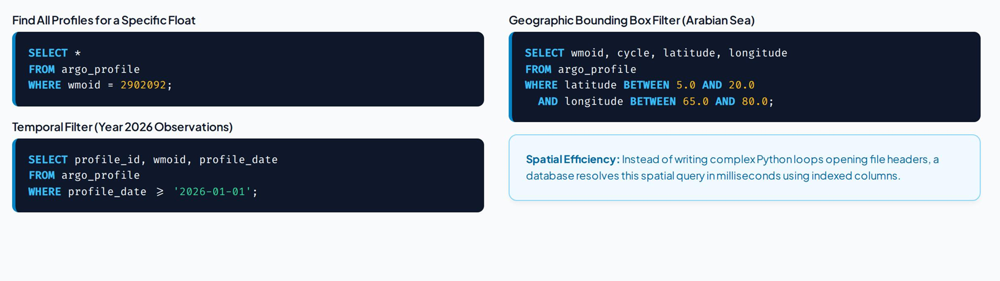 Find All Profiles for a Specific Float
SELECT *
FROM argo_profile
WHERE wmoid = 2902092;
Temporal Filter (Year 2026 Observations)
SELECT profile_id, wmoid, profile_date
FROM argo_profile
WHERE profile_date ⩾ '2026-01-01';
Geographic Bounding Box Filter (Arabian Sea)
SELECT wmoid, cycle, latitude, longitude
FROM argo_profile
WHERE latitude BETWEEN 5.0 AND 20.0
  AND longitude BETWEEN 65.0 AND 80.0;
Spatial Efficiency: Instead of writing complex Python loops opening file headers, a
database resolves this spatial query in milliseconds using indexed columns.